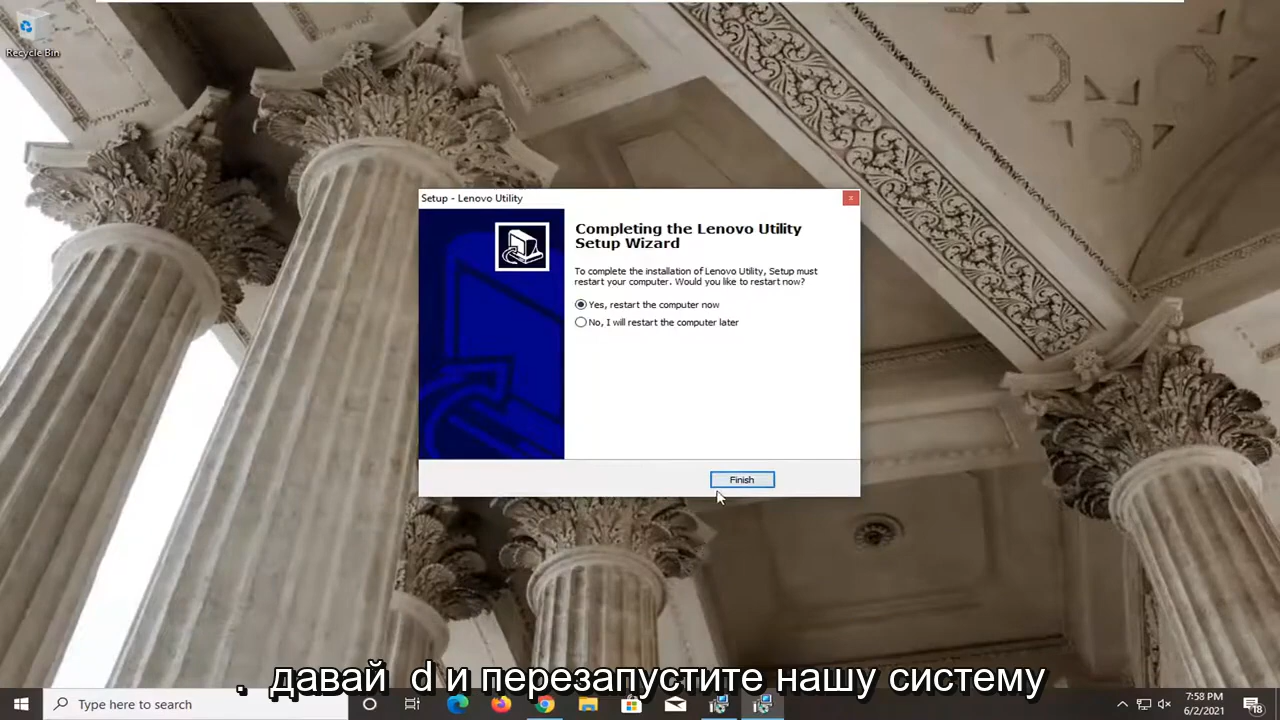 Recycle Bin
Setup - Lenovo Utility
x
Completing the Lenovo Utility
Setup Wizard
To complete the installation of Lenovo Utility, Setup must
restart your computer. Would you like to restart now?
Yes, restart the computer now
No, I will restart the computer later
Finish
. давай d и перезапустите нашу систему
Type here to search
7:58 PM
6/2/2021
18